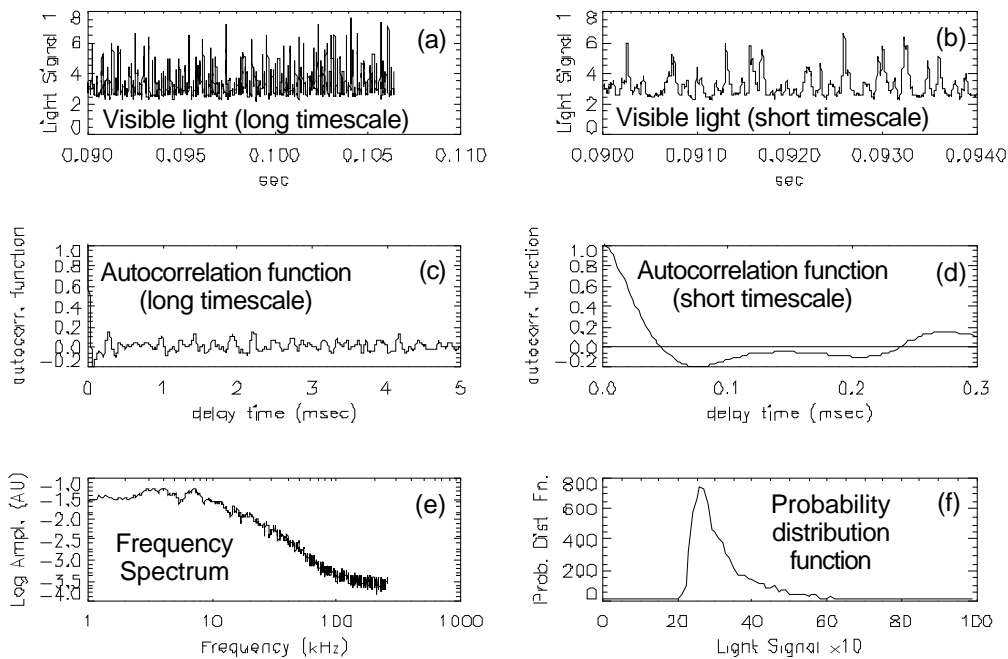 Light Signal 1
8
6
4
2
0
(a)
Visible light (long timescale)
0.090
0.095
0.100
0.105
0.110
sec
Light Signal 1
8
6
4
2
0
(b)
Visible light (short timescale)
0.0900
0.0910
0.0920
0.0930
0.0940
sec
autocorr. function
1.0
0.8
0.6
0.4
0.2
0.0
-0.2
(c)
Autocorrelation function
(long timescale)
0
1
2
3
4
5
delay time (msec)
autocorr. function
1.0
0.8
0.6
0.4
0.2
0.0
-0.2
(d)
Autocorrelation function
(short timescale)
0.0
0.1
0.2
0.3
delay time (msec)
Log Ampl. (AU)
-1.0
-1.5
-2.0
-2.5
-3.0
-3.5
-4.0
(e)
Frequency
Spectrum
1
10
100
1000
Frequency (kHz)
Prob. Dist Fn.
800
600
400
200
0
(f)
Probability
distribution
function
0
20
40
60
80
100
Light Signal x10